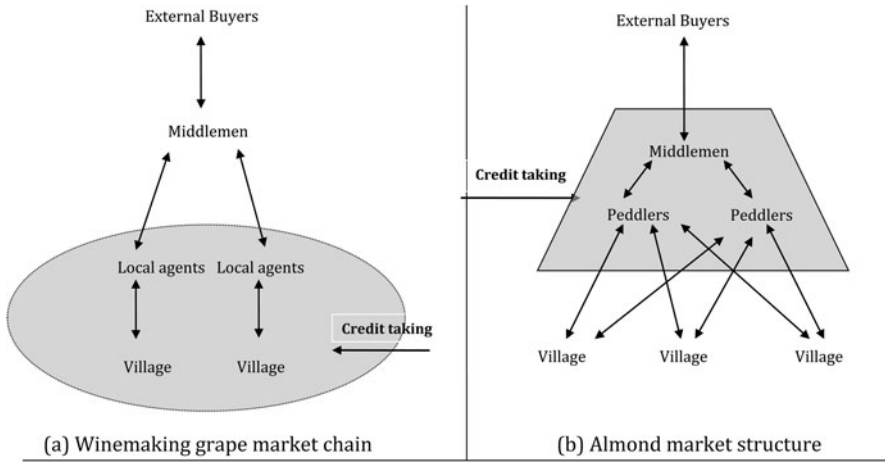 External Buyers
Middlemen
Local agents Local agents
Credit taking
Village Village
(a) Winemaking grape market chain
External Buyers
Middlemen
Credit taking
Peddlers Peddlers
Village Village Village
(b) Almond market structure